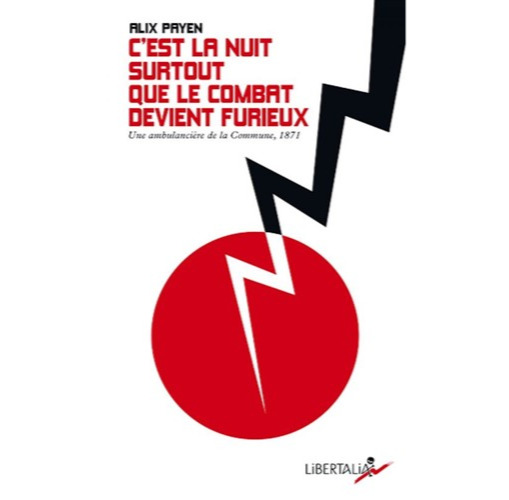 ALIX PAYEN
C'EST LA NUIT
SURTOUT
QUE LE COMBAT
DEVIENT FURIEUX
Une ambulancière de la Commune, 1871
LIBERTALIA